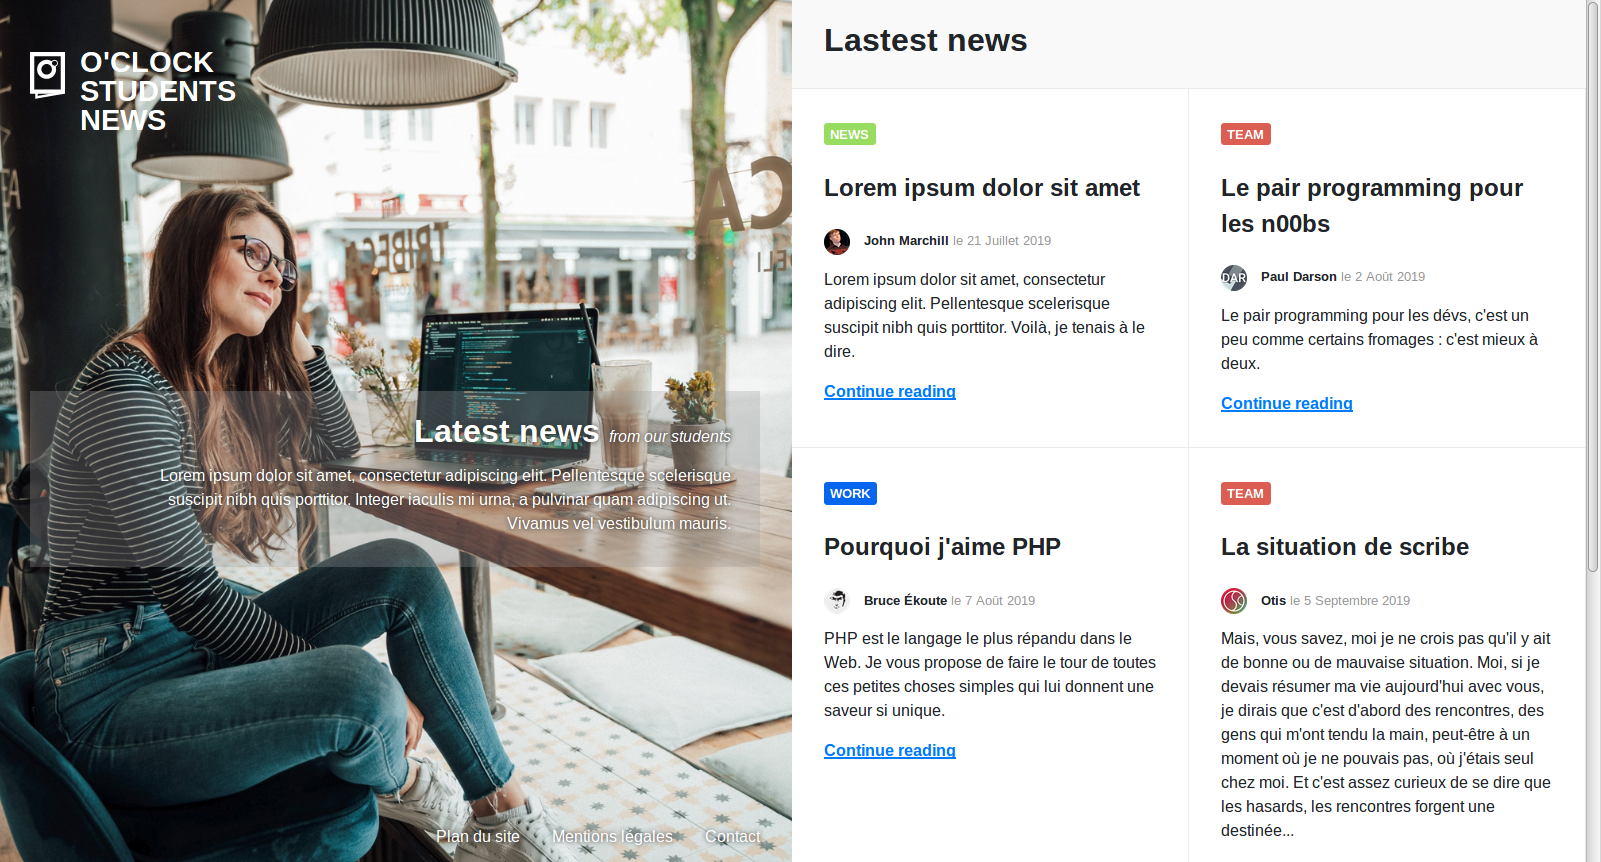 O'CLOCK
STUDENTS
NEWS
TRIBECA
CA
Latest news from our students
Lorem ipsum dolor sit amet, consectetur adipiscing elit. Pellentesque scelerisque
suscipit nibh quis porttitor. Integer iaculis mi urna, a pulvinar quam adipiscing ut.
Vivamus vel vestibulum mauris.
Plan du site
Mentions légales
Contact
Lastest news
NEWS
Lorem ipsum dolor sit amet
John Marchill le 21 Juillet 2019
Lorem ipsum dolor sit amet, consectetur
adipiscing elit. Pellentesque scelerisque
suscipit nibh quis porttitor. Voilà, je tenais à le
dire.
Continue reading
TEAM
Le pair programming pour
les n00bs
DAR
Paul Darson le 2 Août 2019
Le pair programming pour les dévs, c'est un
peu comme certains fromages : c'est mieux à
deux.
Continue reading
WORK
Pourquoi j'aime PHP
Bruce Ékoute le 7 Août 2019
PHP est le langage le plus répandu dans le
Web. Je vous propose de faire le tour de toutes
ces petites choses simples qui lui donnent une
saveur si unique.
Continue reading
TEAM
La situation de scribe
Otis le 5 Septembre 2019
Mais, vous savez, moi je ne crois pas qu'il y ait
de bonne ou de mauvaise situation. Moi, si je
devais résumer ma vie aujourd'hui avec vous,
je dirais que c'est d'abord des rencontres, des
gens qui m'ont tendu la main, peut-être à un
moment où je ne pouvais pas, où j'étais seul
chez moi. Et c'est assez curieux de se dire que
les hasards, les rencontres forgent une
destinée...